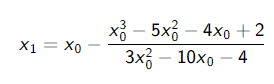 x₁ = x₀ − (x₀³ − 5x₀² − 4x₀ + 2) / (3x₀² − 10x₀ − 4)